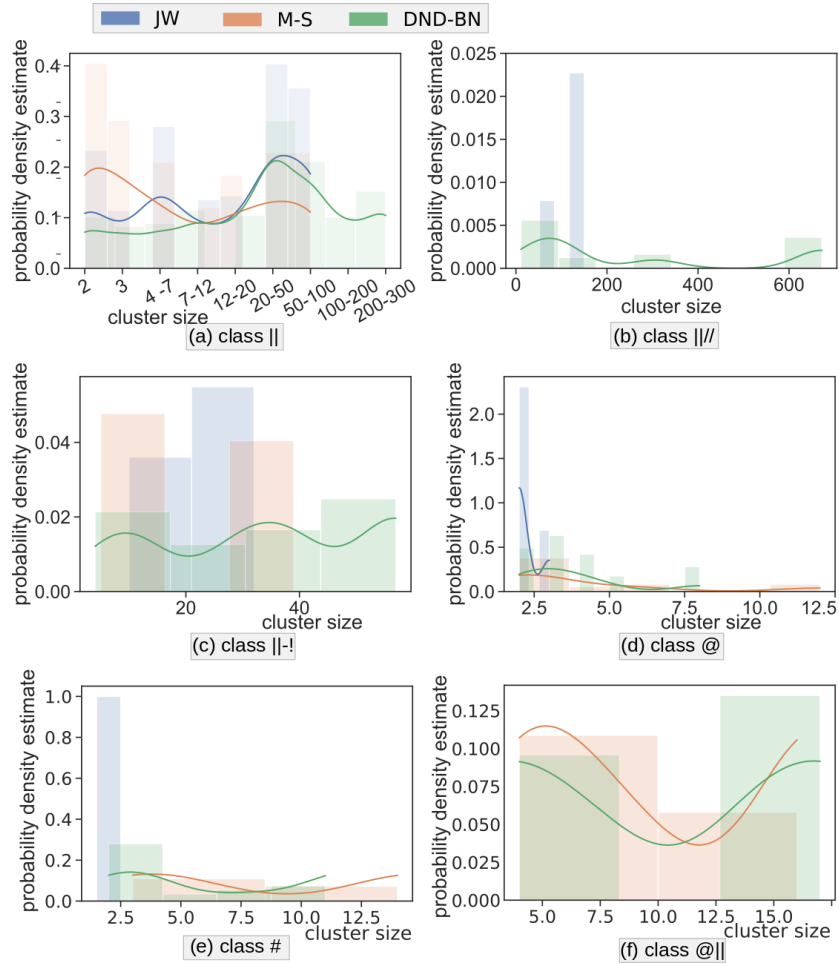 JW M-S DND-BN
probability density estimate
0.4
0.3
0.2
0.1
0.0
2 3 4 -7 7-12 12-20 20-50 50-100 100-200 200-300
cluster size
(a) class ||
probability density estimate
0.025
0.020
0.015
0.010
0.005
0.000
0 200 400 600
cluster size
(b) class ||//
probability density estimate
0.04
0.02
0.00
20 40
cluster size
(c) class ||-!
probability density estimate
2.0
1.5
1.0
0.5
0.0
2.5 5.0 7.5 10.0 12.5
cluster size
(d) class @
probability density estimate
1.0
0.8
0.6
0.4
0.2
0.0
2.5 5.0 7.5 10.0 12.5
cluster size
(e) class #
probability density estimate
0.125
0.100
0.075
0.050
0.025
0.000
5.0 7.5 10.0 12.5 15.0
cluster size
(f) class @||